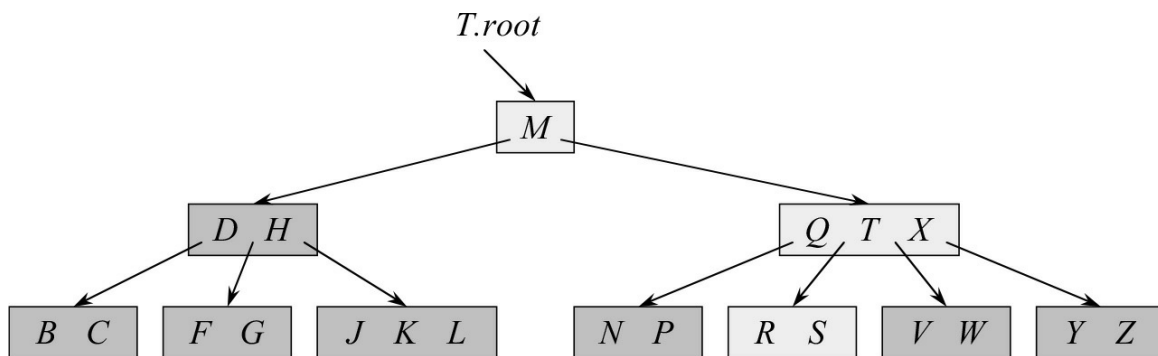 T.root
M
D H
Q T X
B C
F G
J K L
N P
R S
V W
Y Z